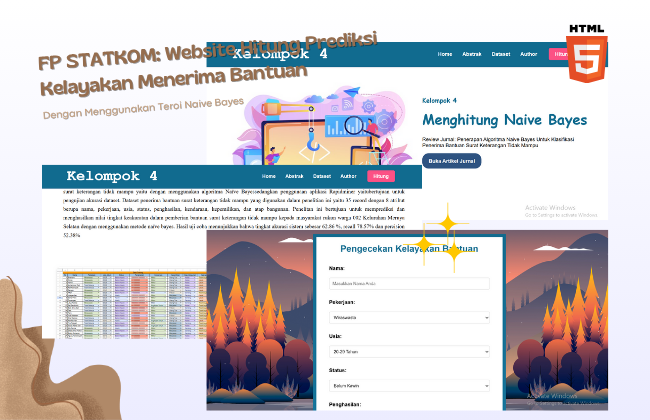 HTML
5
FP STATKOM: Website Hitung Prediksi
Kelayakan Menerima Bantuan
Dengan Menggunakan Teroi Naive Bayes
Kelompok 4
Home Abstrak Dataset Author Hitung
Kelompok 4
Menghitung Naive Bayes
Review Jurnal: Penerapan Algoritma Naive Bayes Untuk Klasifikasi
Penerima Bantuan Surat Keterangan Tidak Mampu
Buka Artikel Jurnal
Activate Windows
Go to Settings to activate Windows.
Kelompok 4
Home Abstrak Dataset Author Hitung
surat keterangan tidak mampu yaitu dengan menggunakan algoritma Naive Bayessedangkan penggunaan aplikasi Rapidminer yaitubertujuan untuk
pengujian akurasi dataset. Dataset penerima bantuan surat keterangan tidak mampu yang digunakan dalam penelitian ini yaitu 35 record dengan 8 atribut
berupa nama, pekerjaan, usia, status, penghasilan, kendaraan, kepemilikan, dan atap bangunan. Penelitian ini bertujuan untuk memprediksi dan
menghasilkan nilai tingkat keakuratan dalam pemberian bantuan surat keterangan tidak mampu kepada masyarakat rukun warga 002 Kelurahan Meruya
Selatan dengan menggunakan metode naive bayes. Hasil uji coba menunjukkan bahwa tingkat akurasi sistem sebesar 62.86 %, recall 78.57% dan persision
52.38%
Pengecekan Kelayakan Bantuan
Nama:
Masukkan Nama Anda
Pekerjaan:
Wiraswasta
Usia:
20-29 Tahun
Status:
Belum Kawin
Penghasilan:
Activate Windows
Go to Settings to activate Windows.